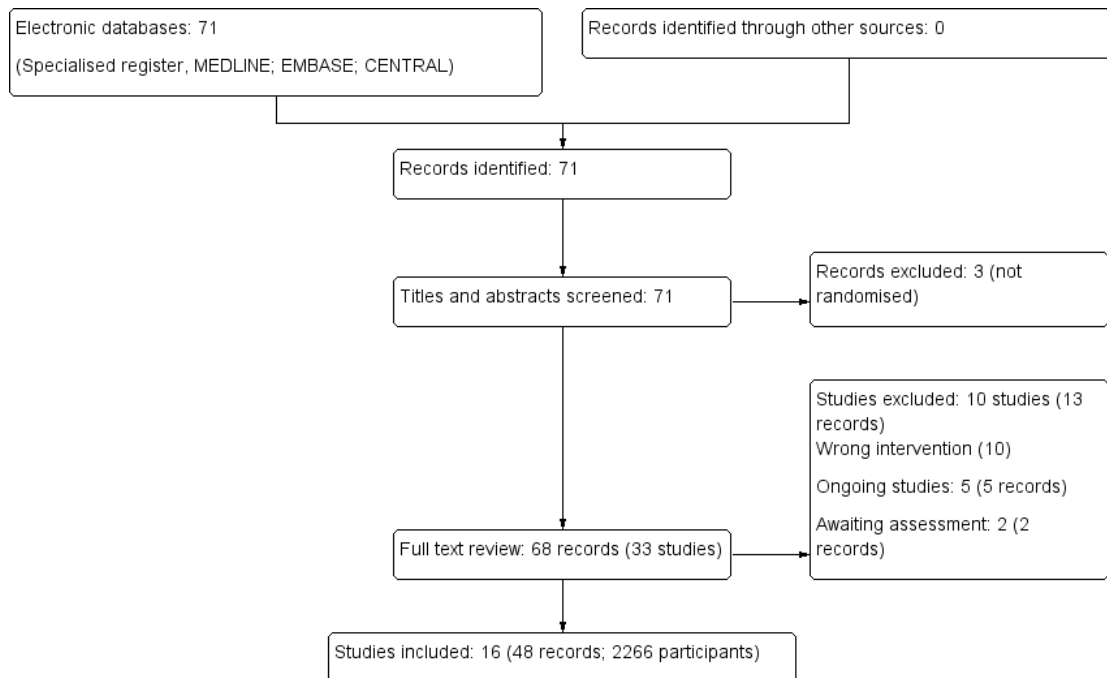 Electronic databases: 71
(Specialised register, MEDLINE; EMBASE; CENTRAL)
Records identified through other sources: 0
Records identified: 71
Titles and abstracts screened: 71
Records excluded: 3 (not
randomised)
Studies excluded: 10 studies (13
records)
Wrong intervention (10)
Ongoing studies: 5 (5 records)
Awaiting assessment: 2 (2
records)
Full text review: 68 records (33 studies)
Studies included: 16 (48 records; 2266 participants)